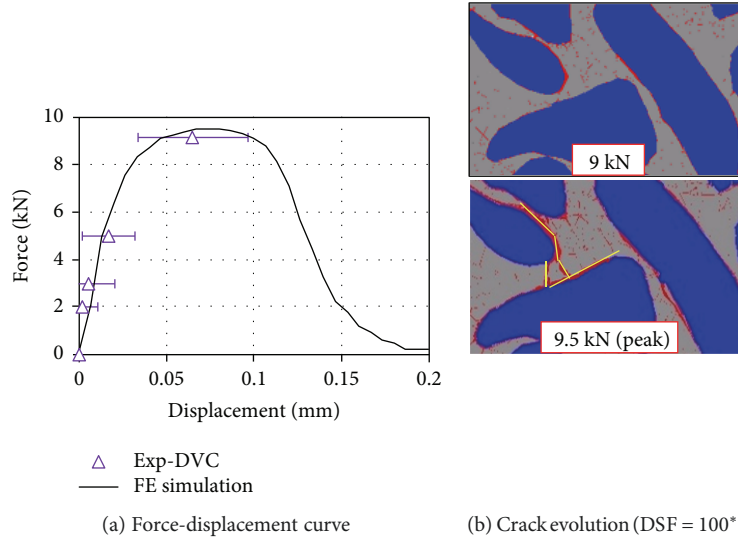 10
8
6
4
2
0
Force (kN)
0
0.05
0.1
0.15
0.2
Displacement (mm)
Exp-DVC
FE simulation
(a) Force-displacement curve
9 kN
9.5 kN (peak)
(b) Crack evolution (DSF = 100*